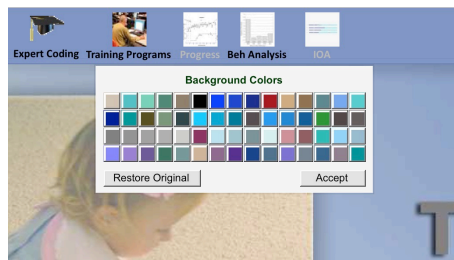 Expert Coding Training Programs Progress Beh Analysis IOA
Background Colors
Restore Original Accept
T